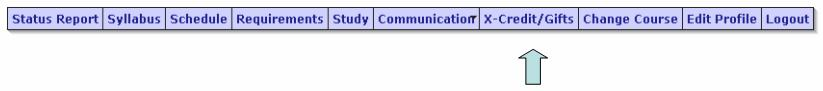 Status Report Syllabus Schedule Requirements Study Communication X-Credit/Gifts Change Course Edit Profile Logout